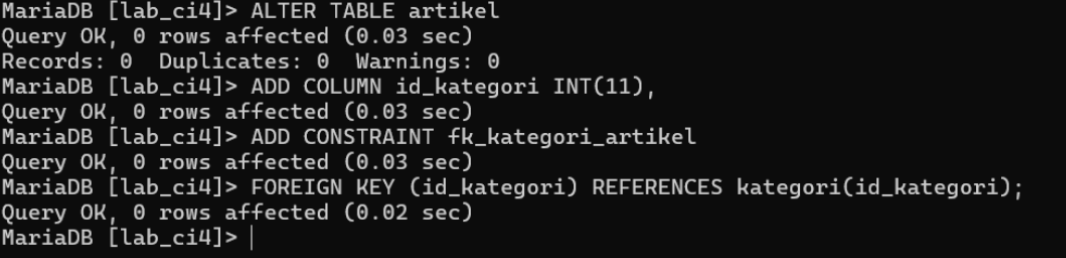 MariaDB [lab_ci4]> ALTER TABLE artikel
Query OK, 0 rows affected (0.03 sec)
Records: 0  Duplicates: 0  Warnings: 0
MariaDB [lab_ci4]> ADD COLUMN id_kategori INT(11),
Query OK, 0 rows affected (0.03 sec)
MariaDB [lab_ci4]> ADD CONSTRAINT fk_kategori_artikel
Query OK, 0 rows affected (0.03 sec)
MariaDB [lab_ci4]> FOREIGN KEY (id_kategori) REFERENCES kategori(id_kategori);
Query OK, 0 rows affected (0.02 sec)
MariaDB [lab_ci4]>